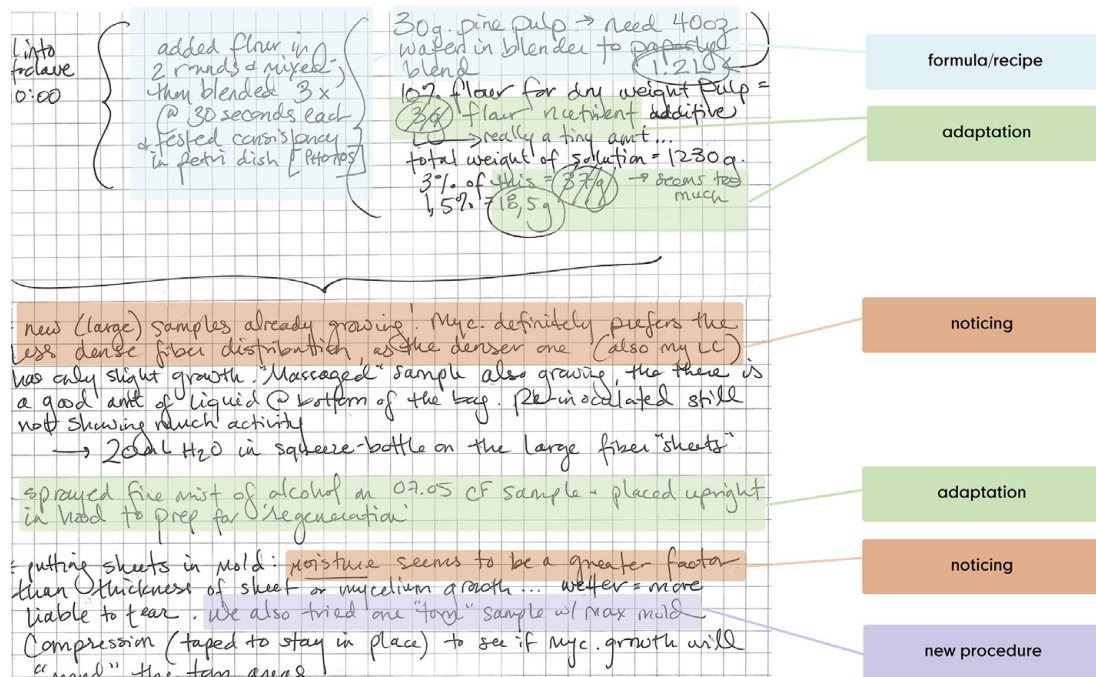 into
10:00
added flour in
2 rounds & mixed,
then blended 3x
@ 30 seconds each
& tested consistency
in petri dish [PHOTOS]
30g. pine pulp → need 40oz
water in blender to properly
blend
1.2L
10% flour for dry weight pulp =
3g flour nutrient additive
→ really a tiny amt...
total weight of sollution = 1230g.
3% of this = 37g → seems too
much
1,5% = 18,5g
new (large) samples already growing! Myc. definitely prefers the
less dense fiber distribution, as the denser one (also my LC)
has only slight growth. "Massaged" sample also growing, tho there is
a good amt of liquid @ bottom of the bag. Re-inoculated still
not showing much activity
→ 20mL H2O in squeeze-bottle on the large fiber "sheets"
sprayed fine mist of alcohol on 07.05 CF sample + placed upright
in hood to prep for 'regeneration'
putting sheets in mold: moisture seems to be a greater factor
than thickness of sheet or mycelium growth... wetter = more
liable to tear. We also tried one "torn" sample w/ max mold
compression (taped to stay in place) to see if myc. growth will
"mend" the torn areas
formula/recipe
adaptation
noticing
adaptation
noticing
new procedure